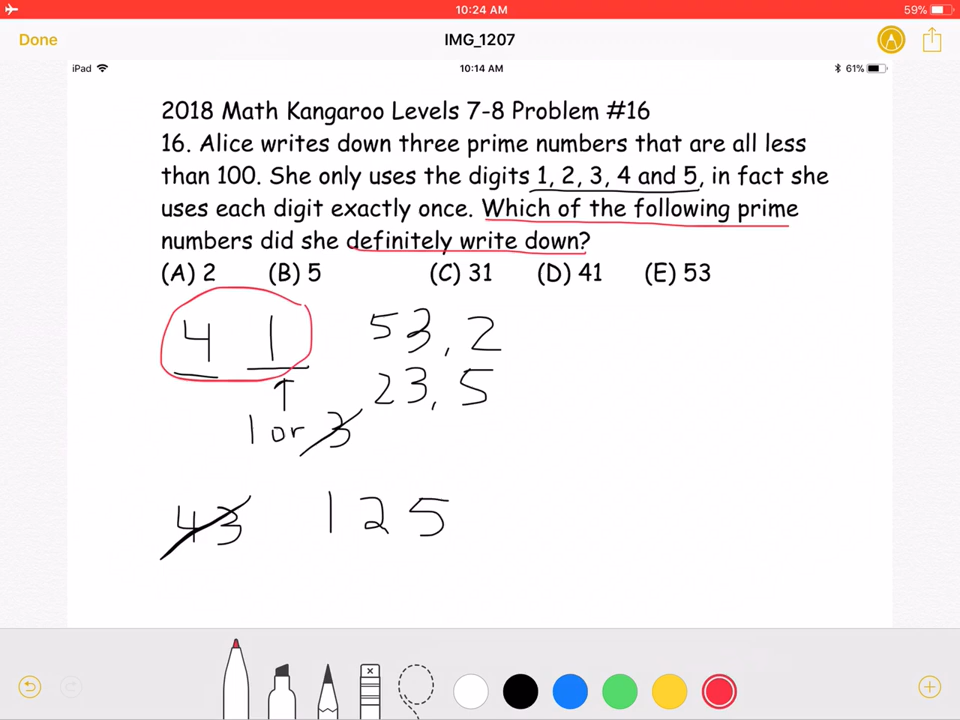 10:24 AM
59%
Done
IMG_1207
iPad
10:14 AM
61%
2018 Math Kangaroo Levels 7-8 Problem #16
16. Alice writes down three prime numbers that are all less
than 100. She only uses the digits 1, 2, 3, 4 and 5, in fact she
uses each digit exactly once. Which of the following prime
numbers did she definitely write down?
(A) 2 (B) 5 (C) 31 (D) 41 (E) 53
4 1 53, 2
23, 5
1 or 3
43 1 2 5